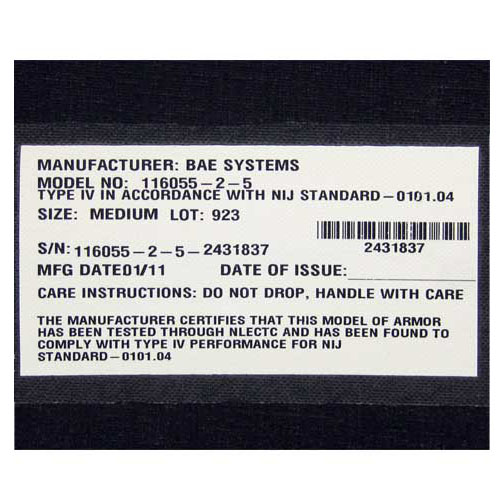 MANUFACTURER: BAE SYSTEMS
MODEL NO: 116055-2-5
TYPE IV IN ACCORDANCE WITH NIJ STANDARD-0101.04
SIZE: MEDIUM LOT: 923
S/N: 116055-2-5-2431837 2431837
MFG DATE01/11 DATE OF ISSUE:
CARE INSTRUCTIONS: DO NOT DROP, HANDLE WITH CARE
THE MANUFACTURER CERTIFIES THAT THIS MODEL OF ARMOR
HAS BEEN TESTED THROUGH NLECTC AND HAS BEEN FOUND TO
COMPLY WITH TYPE IV PERFORMANCE FOR NIJ
STANDARD-0101.04